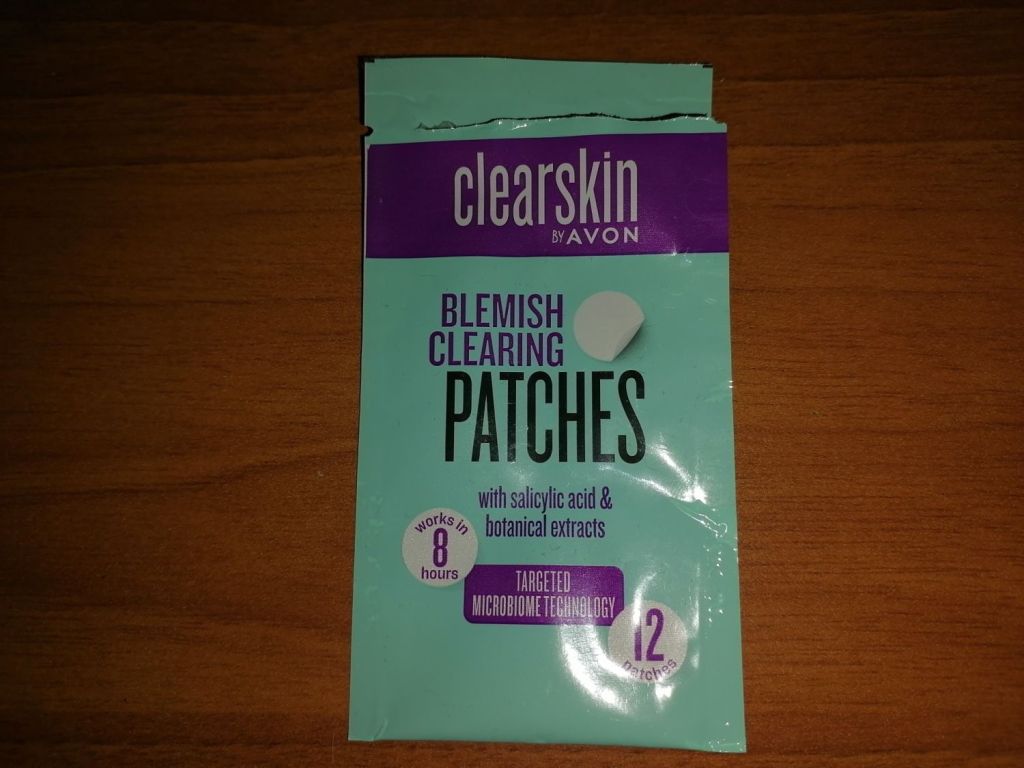 clearskin
BY AVON
BLEMISH
CLEARING
PATCHES
with salicylic acid &
botanical extracts
works in
8
hours
TARGETED
MICROBIOME TECHNOLOGY
12
patches